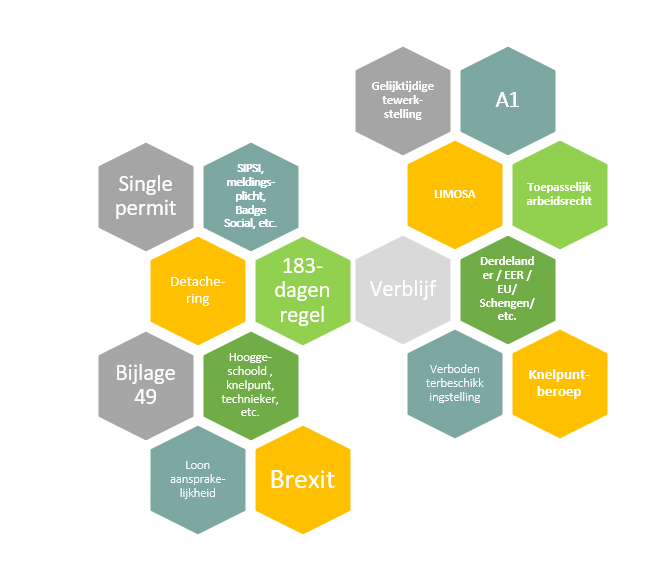 Gelijktijdige
tewerk-
stelling
A1
Single
permit
SIPSI,
meldings-
plicht,
Badge
Social, etc.
LIMOSA
Toepasselijk
arbeidsrecht
Detache-
ring
183-
dagen
regel
Verblijf
Derdeland
er / EER /
EU/
Schengen/
etc.
Bijlage
49
Hoogge-
schoold ,
knelpunt,
technieker,
etc.
Verboden
terbeschikk
ingstelling
Knelpunt-
beroep
Loon
aansprake-
lijkheid
Brexit